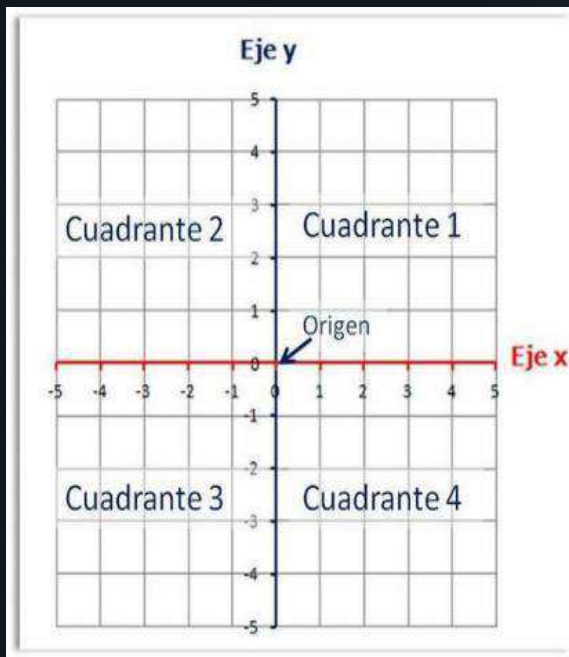 Eje y
5
4
3
Cuadrante 2 Cuadrante 1
2
1
Origen
0 Eje x
-5 -4 -3 -2 -1 0 1 2 3 4 5
-1
-2
Cuadrante 3 Cuadrante 4
-3
-4
-5